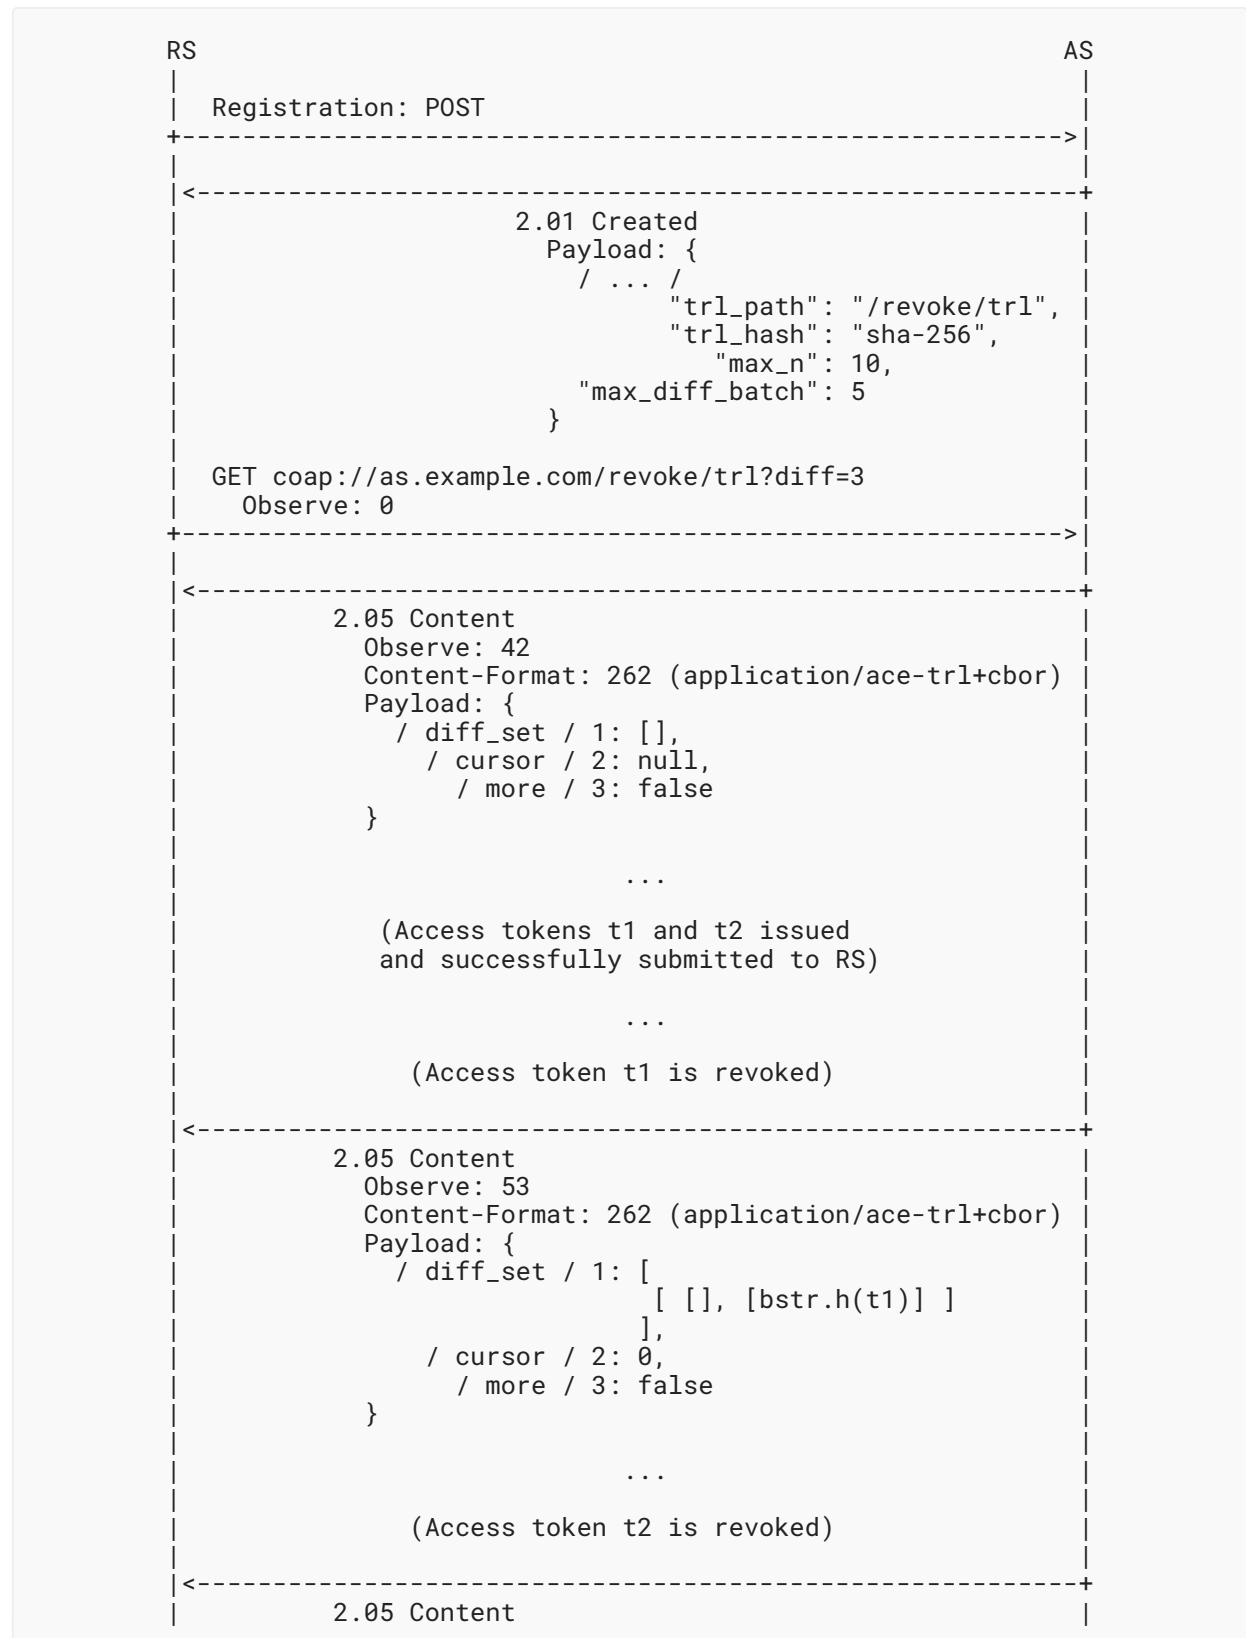 RS                                                          AS
|                                                            |
|  Registration: POST                                        |
+----------------------------------------------------------->|
|                                                            |
|<-----------------------------------------------------------+
|                      2.01 Created                          |
|                        Payload: {                          |
|                          / ... /                           |
|                                "trl_path": "/revoke/trl",  |
|                                "trl_hash": "sha-256",      |
|                                   "max_n": 10,             |
|                          "max_diff_batch": 5               |
|                        }                                   |
|                                                            |
|  GET coap://as.example.com/revoke/trl?diff=3               |
|    Observe: 0                                              |
+----------------------------------------------------------->|
|                                                            |
|<-----------------------------------------------------------+
|          2.05 Content                                      |
|            Observe: 42                                     |
|            Content-Format: 262 (application/ace-trl+cbor)  |
|            Payload: {                                      |
|              / diff_set / 1: [],                           |
|                / cursor / 2: null,                         |
|                  / more / 3: false                         |
|            }                                               |
|                                                            |
|                             ...                            |
|                                                            |
|             (Access tokens t1 and t2 issued                |
|             and successfully submitted to RS)              |
|                                                            |
|                             ...                            |
|                                                            |
|               (Access token t1 is revoked)                 |
|                                                            |
|<-----------------------------------------------------------+
|          2.05 Content                                      |
|            Observe: 53                                     |
|            Content-Format: 262 (application/ace-trl+cbor)  |
|            Payload: {                                      |
|              / diff_set / 1: [                             |
|                               [ [], [bstr.h(t1)] ]         |
|                              ],                            |
|                / cursor / 2: 0,                            |
|                  / more / 3: false                         |
|            }                                               |
|                                                            |
|                             ...                            |
|                                                            |
|               (Access token t2 is revoked)                 |
|                                                            |
|<-----------------------------------------------------------+
|          2.05 Content                                      |